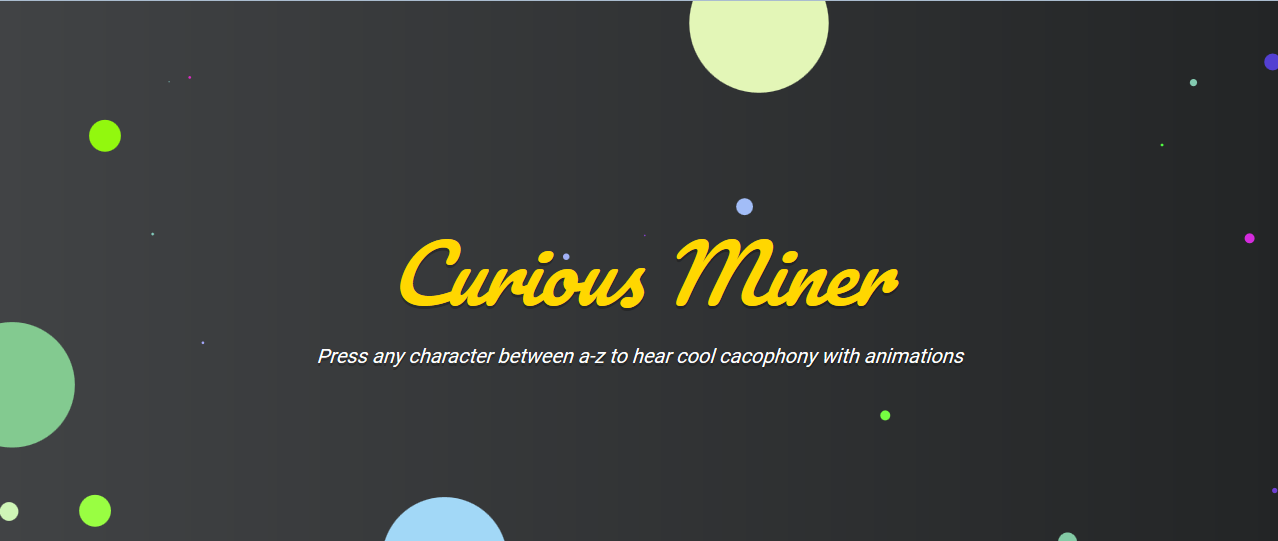 Curious Miner
Press any character between a-z to hear cool cacophony with animations